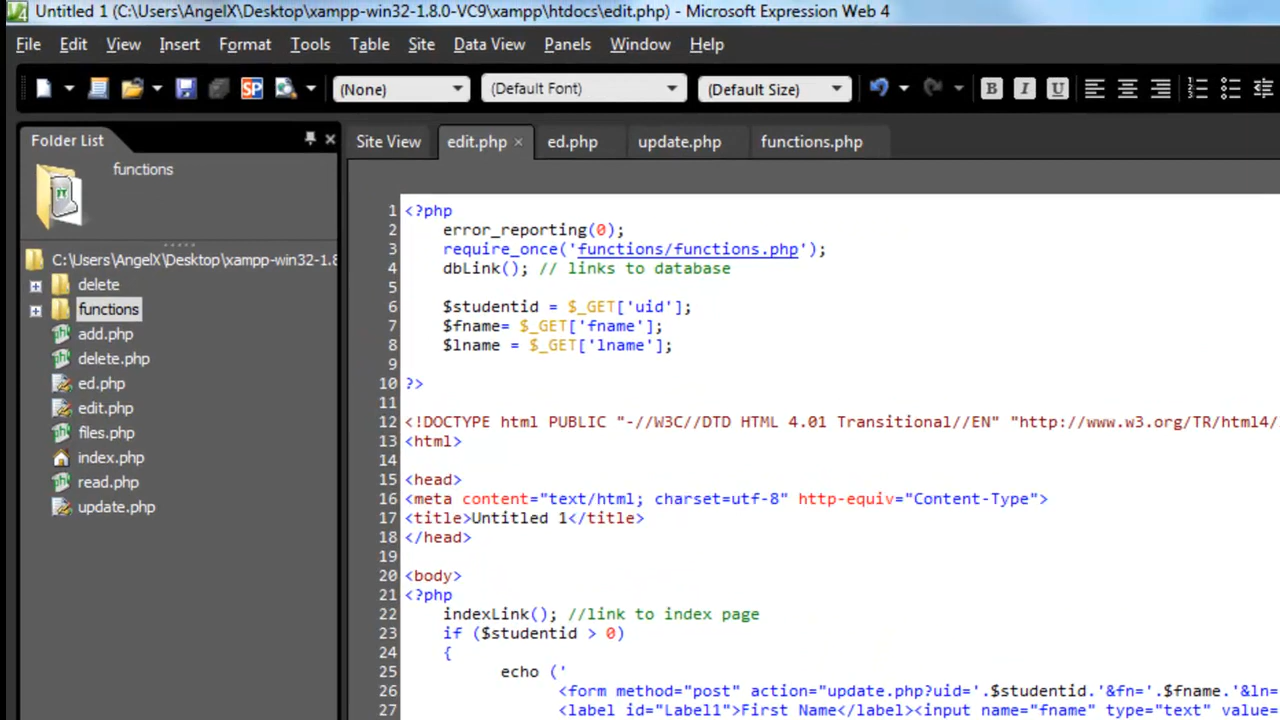 Untitled 1 (C:\Users\AngelX\Desktop\xampp-win32-1.8.0-VC9\xampp\htdocs\edit.php) - Microsoft Expression Web 4
File Edit View Insert Format Tools Table Site Data View Panels Window Help
SP (None) (Default Font) (Default Size) B I U
Folder List
functions
C:\Users\AngelX\Desktop\xampp-win32-1.8
delete
functions
add.php
delete.php
ed.php
edit.php
files.php
index.php
read.php
update.php
Site View edit.php × ed.php update.php functions.php
1 <?php
2 error_reporting(0);
3 require_once('functions/functions.php');
4 dbLink(); // links to database
5
6 $studentid = $_GET['uid'];
7 $fname= $_GET['fname'];
8 $lname = $_GET['lname'];
9
10 ?>
11
12 <!DOCTYPE html PUBLIC "-//W3C//DTD HTML 4.01 Transitional//EN" "http://www.w3.org/TR/html4/
13 <html>
14
15 <head>
16 <meta content="text/html; charset=utf-8" http-equiv="Content-Type">
17 <title>Untitled 1</title>
18 </head>
19
20 <body>
21 <?php
22 indexLink(); //link to index page
23 if ($studentid > 0)
24 {
25 echo ('
26 <form method="post" action="update.php?uid='.$studentid.'&fn='.$fname.'&ln=
27 <label id="Label1">First Name</label><input name="fname" type="text" value=